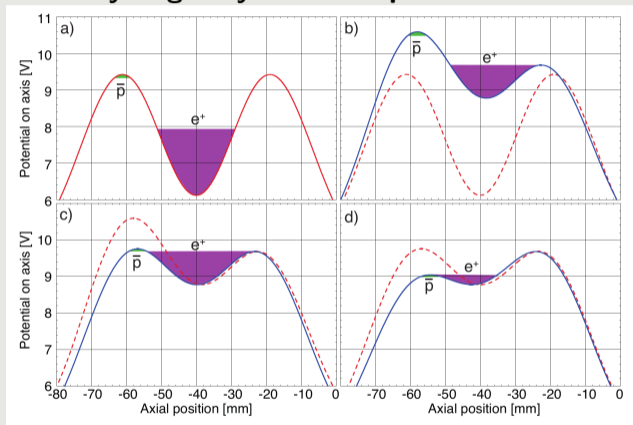 11
10
9
8
7
6
Potential on axis [V]
a)
p̄
e⁺
b)
p̄
e⁺
10
9
8
7
6
Potential on axis [V]
c)
p̄
e⁺
d)
p̄
e⁺
-80 -70 -60 -50 -40 -30 -20 -10 0
-70 -60 -50 -40 -30 -20 -10 0
Axial position [mm]
Axial position [mm]